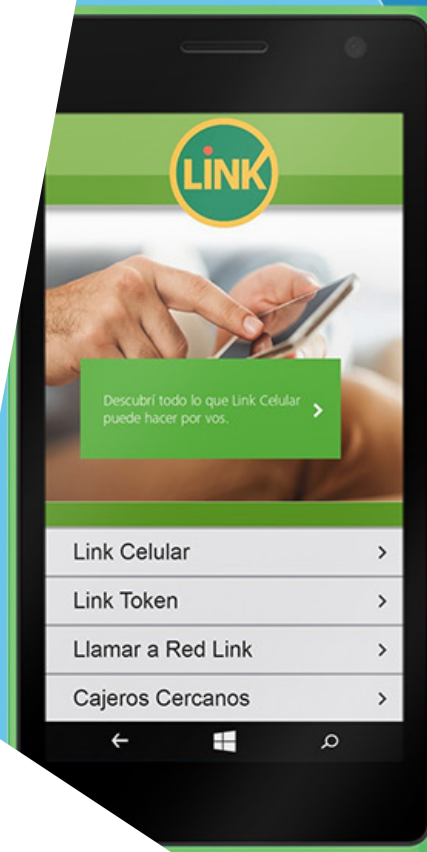 LINK
Descubrí todo lo que Link Celular
puede hacer por vos.
Link Celular
Link Token
Llamar a Red Link
Cajeros Cercanos